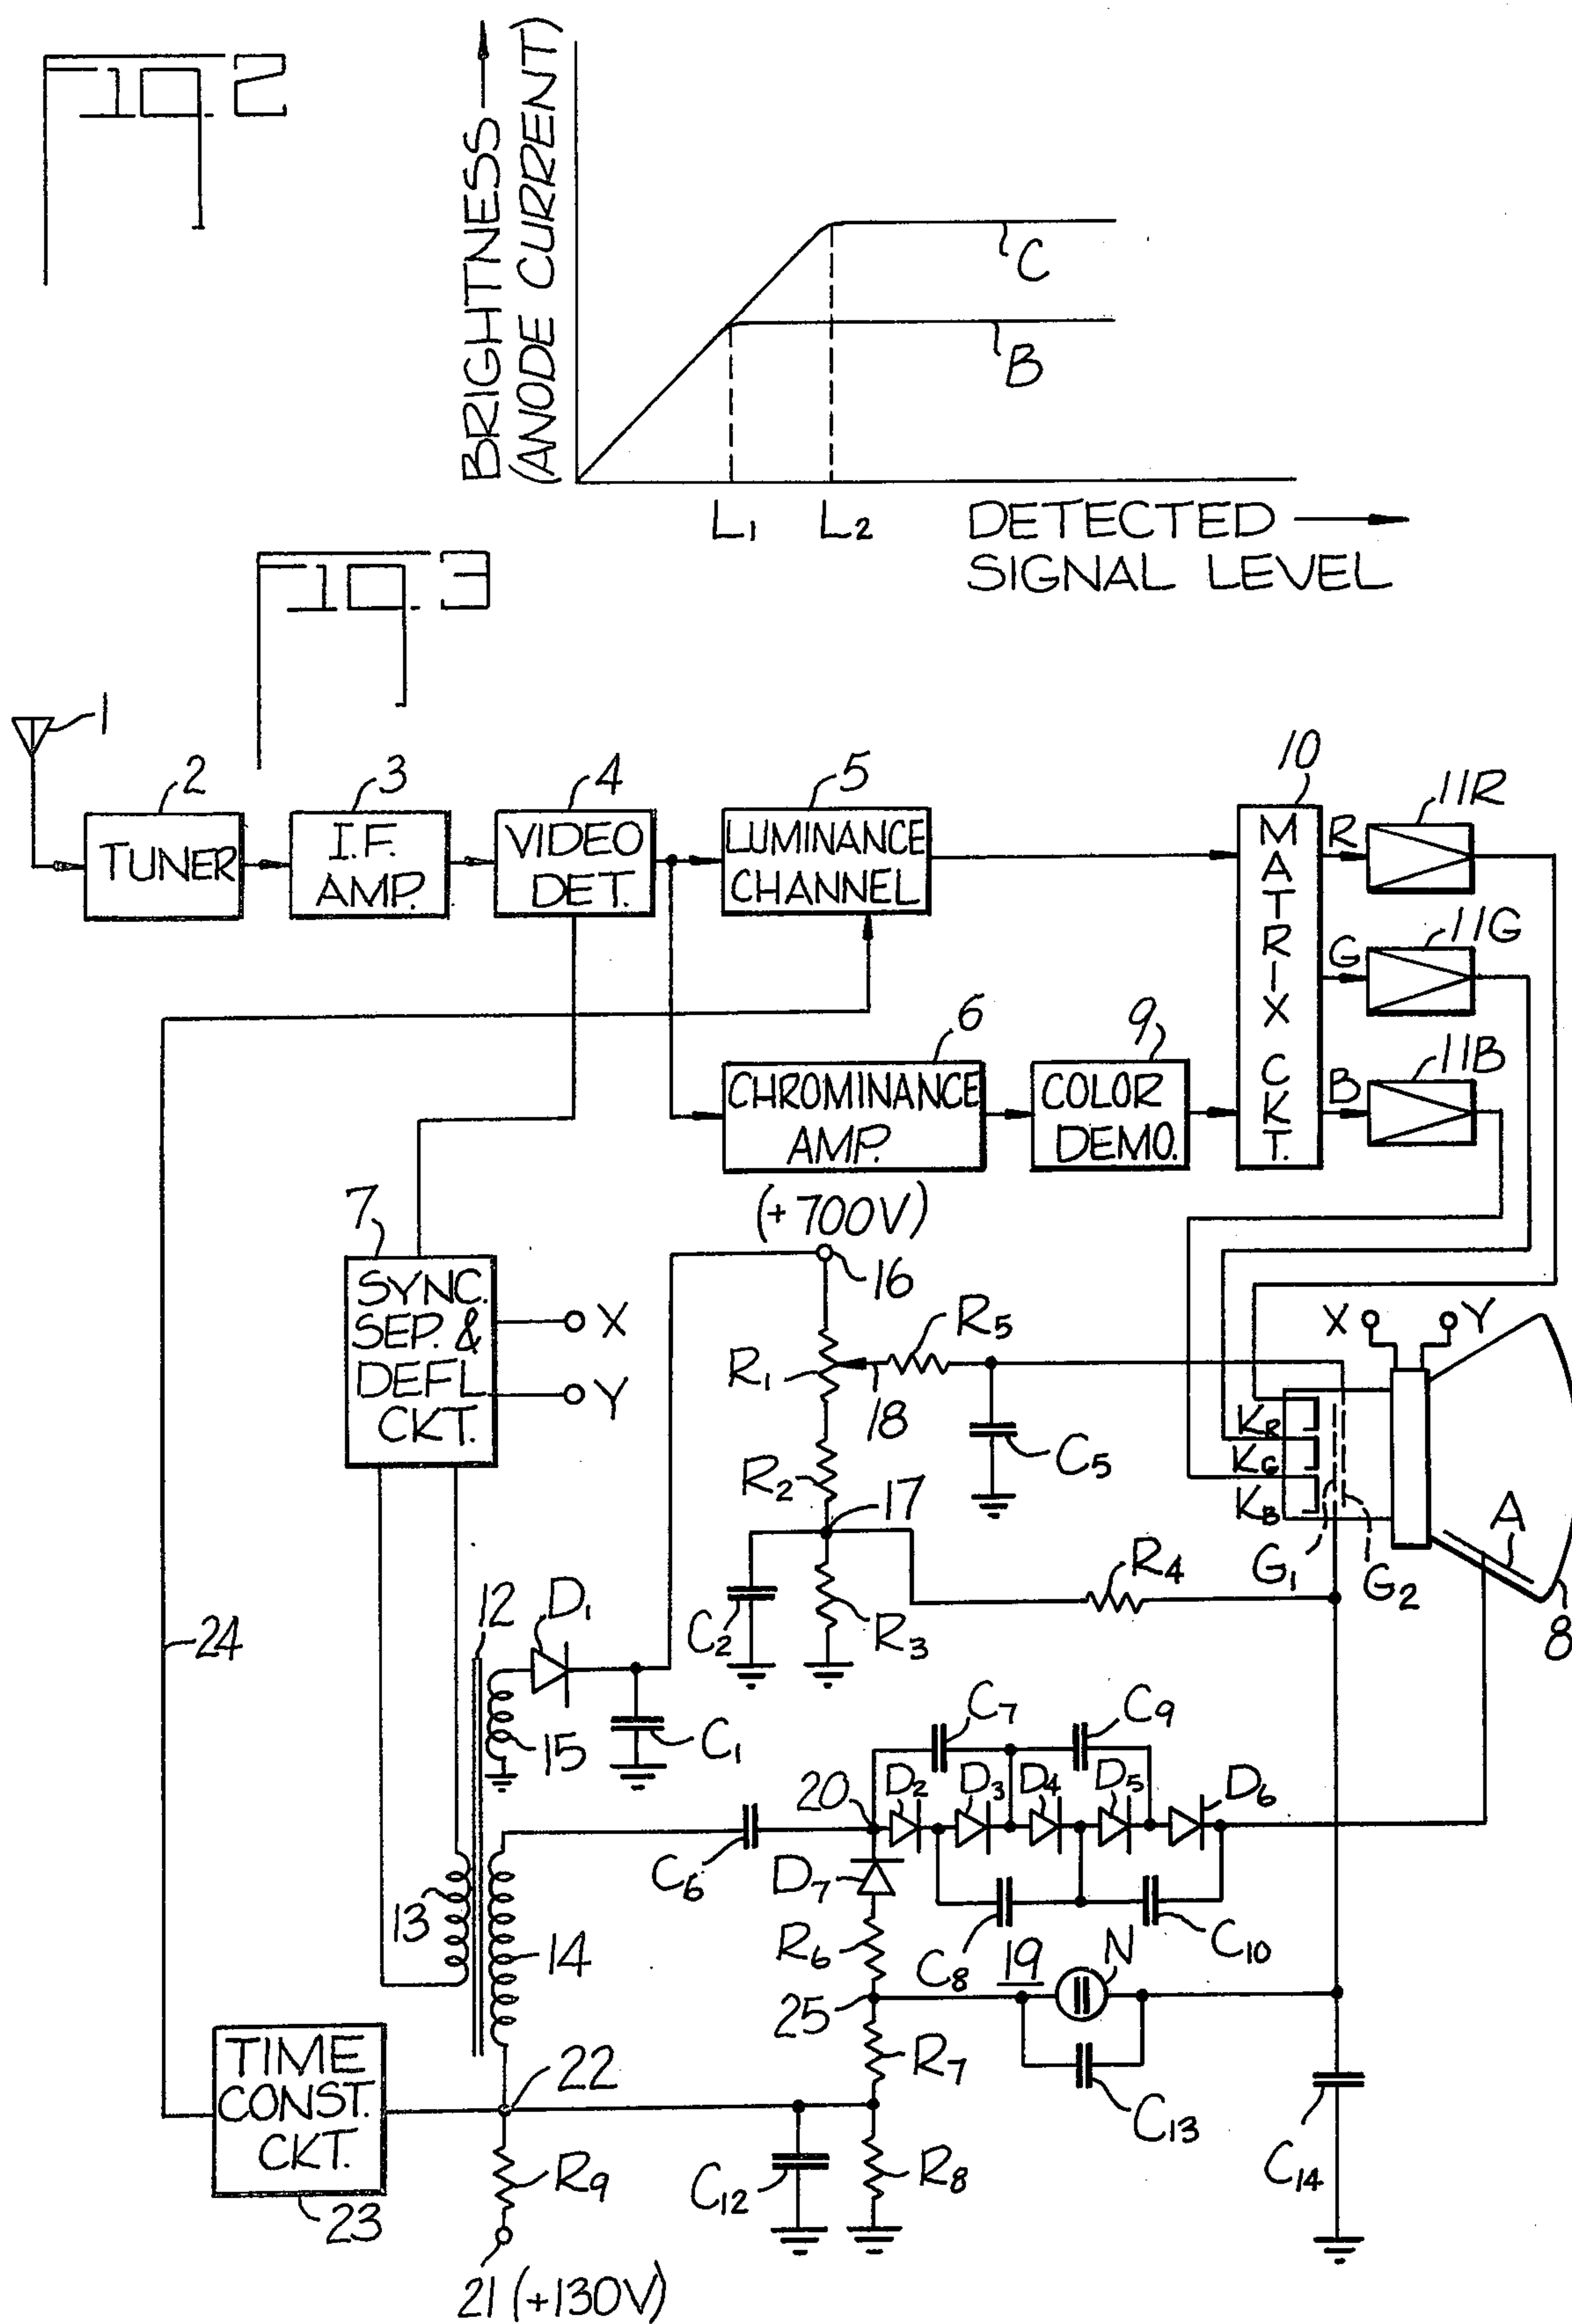 Fig. 2
BRIGHTNESS
(ANODE CURRENT)
C
B
L1
L2
DETECTED
SIGNAL LEVEL
Fig. 3
1
2
TUNER
3
I.F.
AMP.
4
VIDEO
DET.
5
LUMINANCE
CHANNEL
10
MATRIX CKT.
R
11R
G
11G
B
11B
6
CHROMINANCE
AMP.
9
COLOR
DEMO.
7
SYNC.
SEP. &
DEFL
CKT.
X
Y
(+700V)
16
R1
18
R5
C5
R2
17
C2
R3
R4
X
Y
KR
KG
KB
G1
G2
A
8
24
12
D1
15
C1
13
14
C6
20
C7
C9
D2
D3
D4
D5
D6
D7
C8
C10
R6
19
N
25
R7
C13
C14
TIME
CONST.
CKT.
23
22
R9
C12
R8
21 (+130V)